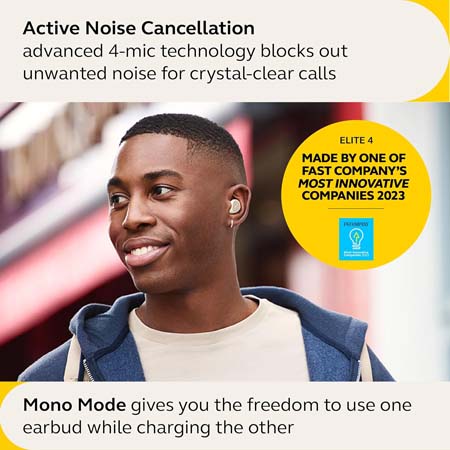 Active Noise Cancellation
advanced 4-mic technology blocks out
unwanted noise for crystal-clear calls
ELITE 4
MADE BY ONE OF
FAST COMPANY'S
MOST INNOVATIVE
COMPANIES 2023
Mono Mode gives you the freedom to use one
earbud while charging the other